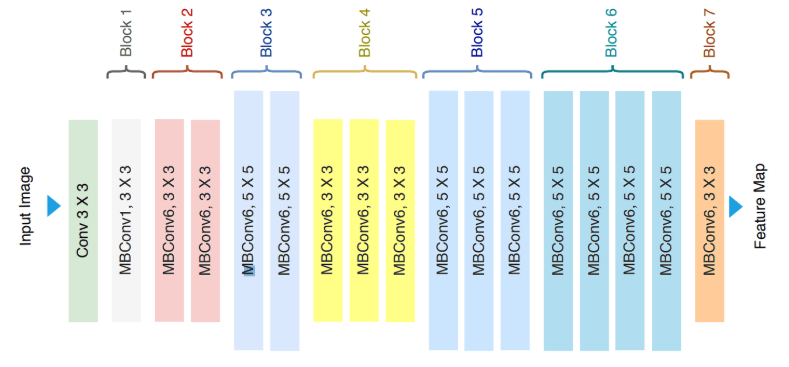 Block 1
Block 2
Block 3
Block 4
Block 5
Block 6
Block 7
Input Image
Conv 3 X 3
MBConv1, 3 X 3
MBConv6, 3 X 3
MBConv6, 3 X 3
MBConv6, 5 X 5
MBConv6, 5 X 5
MBConv6, 3 X 3
MBConv6, 3 X 3
MBConv6, 3 X 3
MBConv6, 5 X 5
MBConv6, 5 X 5
MBConv6, 5 X 5
MBConv6, 5 X 5
MBConv6, 5 X 5
MBConv6, 5 X 5
MBConv6, 5 X 5
MBConv6, 3 X 3
Feature Map